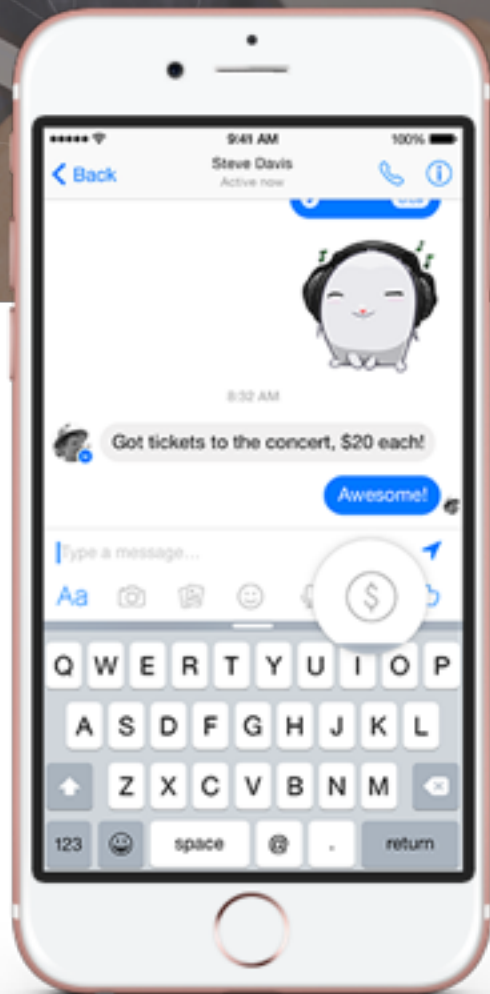 9:41 AM
100%
Back
Steve Davis
Active now
8:32 AM
Got tickets to the concert, $20 each!
Awesome!
Type a message...
Aa
$
Q W E R T Y U I O P
A S D F G H J K L
Z X C V B N M
123 space @ . return